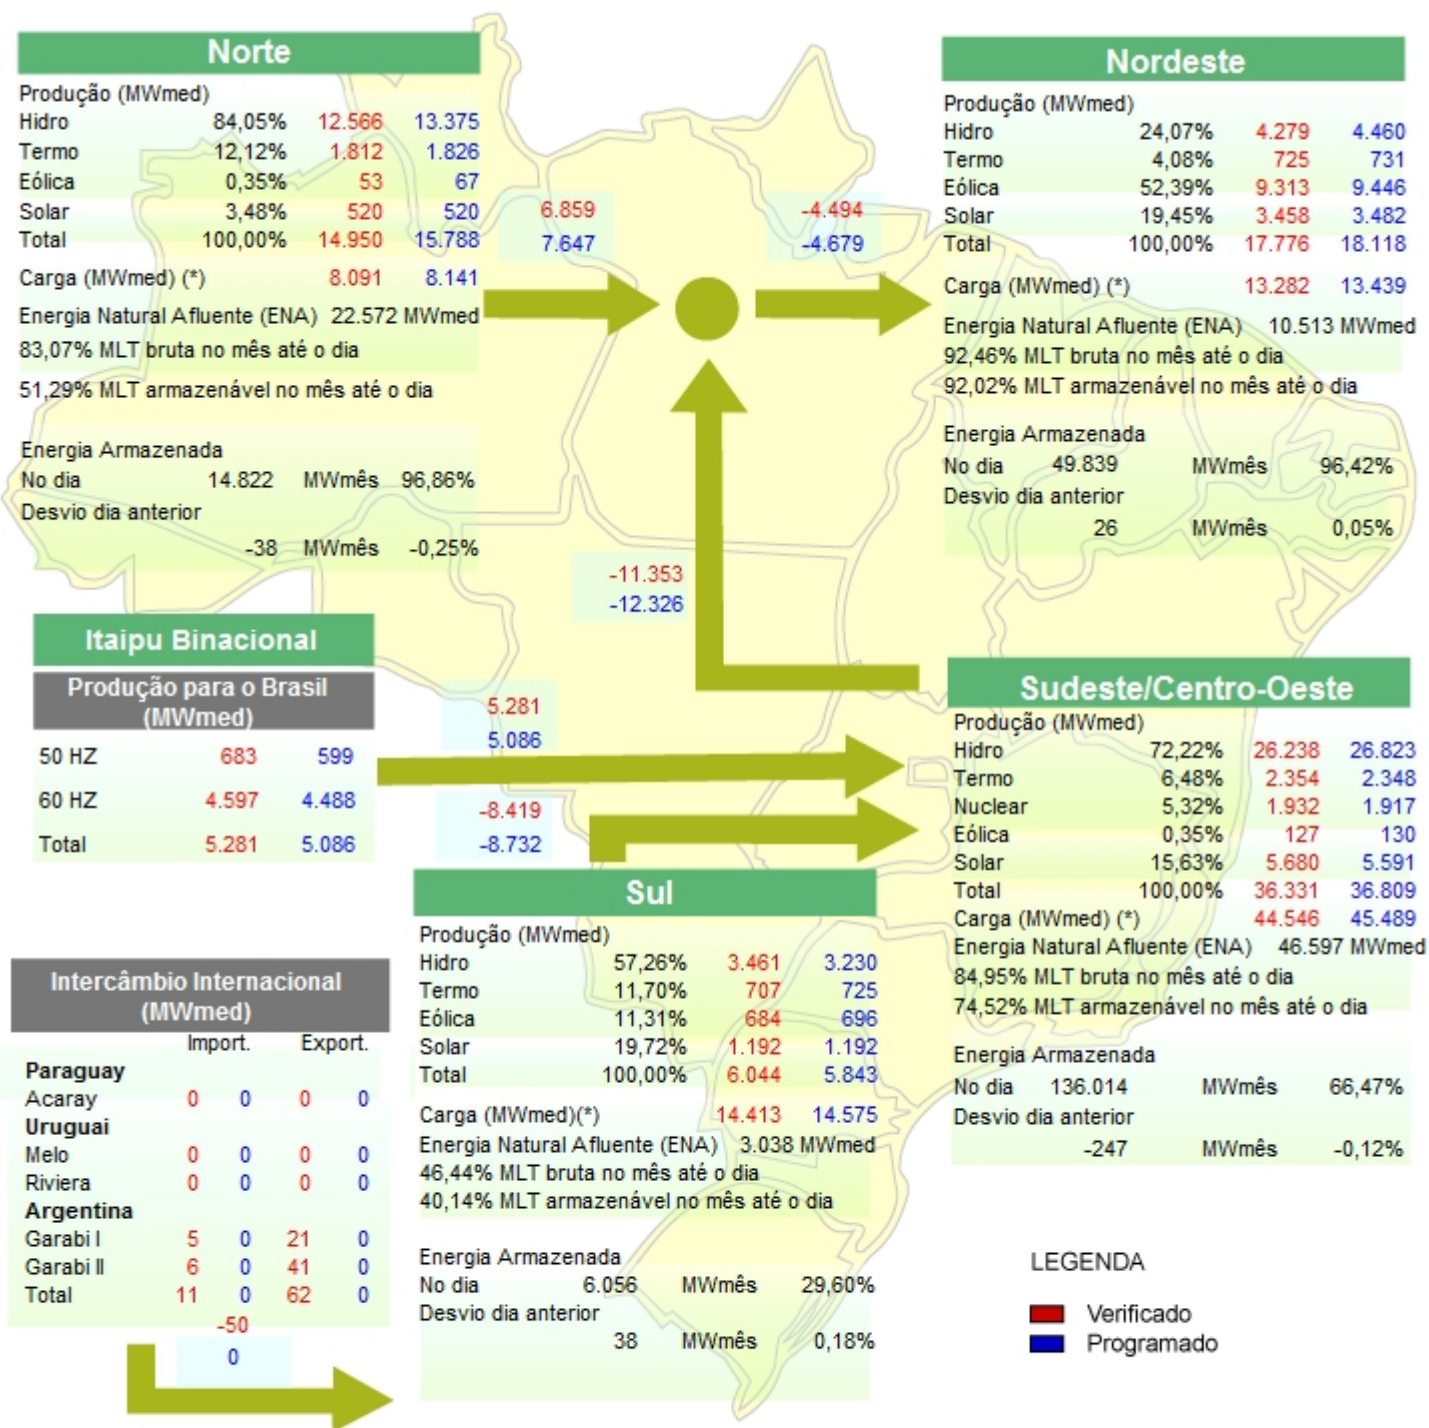 Norte
Produção (MWmed)
Hidro 84,05% 12.566 13.375
Termo 12,12% 1.812 1.826
Eólica 0,35% 53 67
Solar 3,48% 520 520
Total 100,00% 14.950 15.788
Carga (MWmed) (*) 8.091 8.141
Energia Natural Afluente (ENA) 22.572 MWmed
83,07% MLT bruta no mês até o dia
51,29% MLT armazenável no mês até o dia
Energia Armazenada
No dia 14.822 MWmês 96,86%
Desvio dia anterior
-38 MWmês -0,25%
6.859
7.647
-4.494
-4.679
Nordeste
Produção (MWmed)
Hidro 24,07% 4.279 4.460
Termo 4,08% 725 731
Eólica 52,39% 9.313 9.446
Solar 19,45% 3.458 3.482
Total 100,00% 17.776 18.118
Carga (MWmed) (*) 13.282 13.439
Energia Natural Afluente (ENA) 10.513 MWmed
92,46% MLT bruta no mês até o dia
92,02% MLT armazenável no mês até o dia
Energia Armazenada
No dia 49.839 MWmês 96,42%
Desvio dia anterior
26 MWmês 0,05%
-11.353
-12.326
Itaipu Binacional
Produção para o Brasil
(MWmed)
50 HZ 683 599
60 HZ 4.597 4.488
Total 5.281 5.086
5.281
5.086
-8.419
-8.732
Sudeste/Centro-Oeste
Produção (MWmed)
Hidro 72,22% 26.238 26.823
Termo 6,48% 2.354 2.348
Nuclear 5,32% 1.932 1.917
Eólica 0,35% 127 130
Solar 15,63% 5.680 5.591
Total 100,00% 36.331 36.809
Carga (MWmed) (*) 44.546 45.489
Energia Natural Afluente (ENA) 46.597 MWmed
84,95% MLT bruta no mês até o dia
74,52% MLT armazenável no mês até o dia
Energia Armazenada
No dia 136.014 MWmês 66,47%
Desvio dia anterior
-247 MWmês -0,12%
Sul
Produção (MWmed)
Hidro 57,26% 3.461 3.230
Termo 11,70% 707 725
Eólica 11,31% 684 696
Solar 19,72% 1.192 1.192
Total 100,00% 6.044 5.843
Carga (MWmed)(*) 14.413 14.575
Energia Natural Afluente (ENA) 3.038 MWmed
46,44% MLT bruta no mês até o dia
40,14% MLT armazenável no mês até o dia
Energia Armazenada
No dia 6.056 MWmês 29,60%
Desvio dia anterior
38 MWmês 0,18%
Intercâmbio Internacional
(MWmed)
Import. Export.
Paraguay
Acaray 0 0 0 0
Uruguai
Melo 0 0 0 0
Riviera 0 0 0 0
Argentina
Garabi I 5 0 21 0
Garabi II 6 0 41 0
Total 11 0 62 0
-50
0
LEGENDA
Verificado
Programado